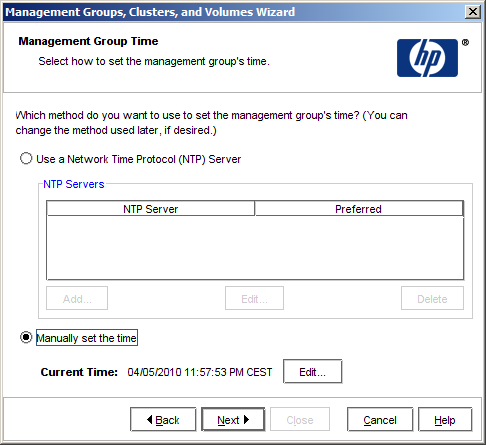 Management Groups, Clusters, and Volumes Wizard
Management Group Time
Select how to set the management group's time.
hp
®
Which method do you want to use to set the management group's time? (You can
change the method used later, if desired.)
Use a Network Time Protocol (NTP) Server
NTP Servers
NTP Server Preferred
Add... Edit... Delete
Manually set the time
Current Time: 04/05/2010 11:57:53 PM CEST Edit...
Back Next Close Cancel Help